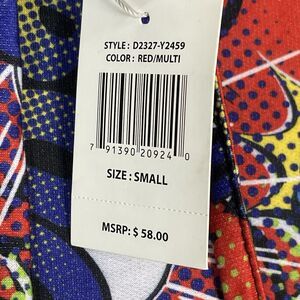 STYLE : D2327-Y2459
COLOR : RED/MULTI
7 91390 20924 0
SIZE : SMALL
MSRP: $ 58.00